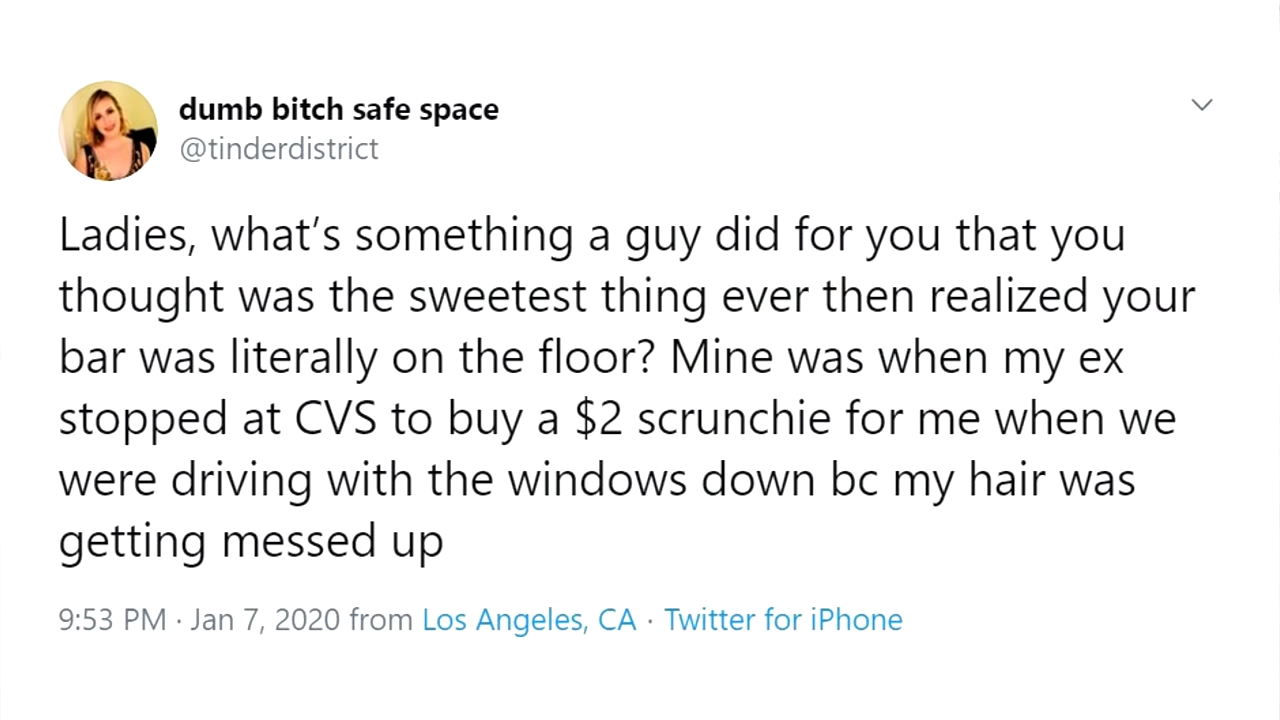 dumb bitch safe space
@tinderdistrict
Ladies, what’s something a guy did for you that you
thought was the sweetest thing ever then realized your
bar was literally on the floor? Mine was when my ex
stopped at CVS to buy a $2 scrunchie for me when we
were driving with the windows down bc my hair was
getting messed up
9:53 PM · Jan 7, 2020 from Los Angeles, CA · Twitter for iPhone